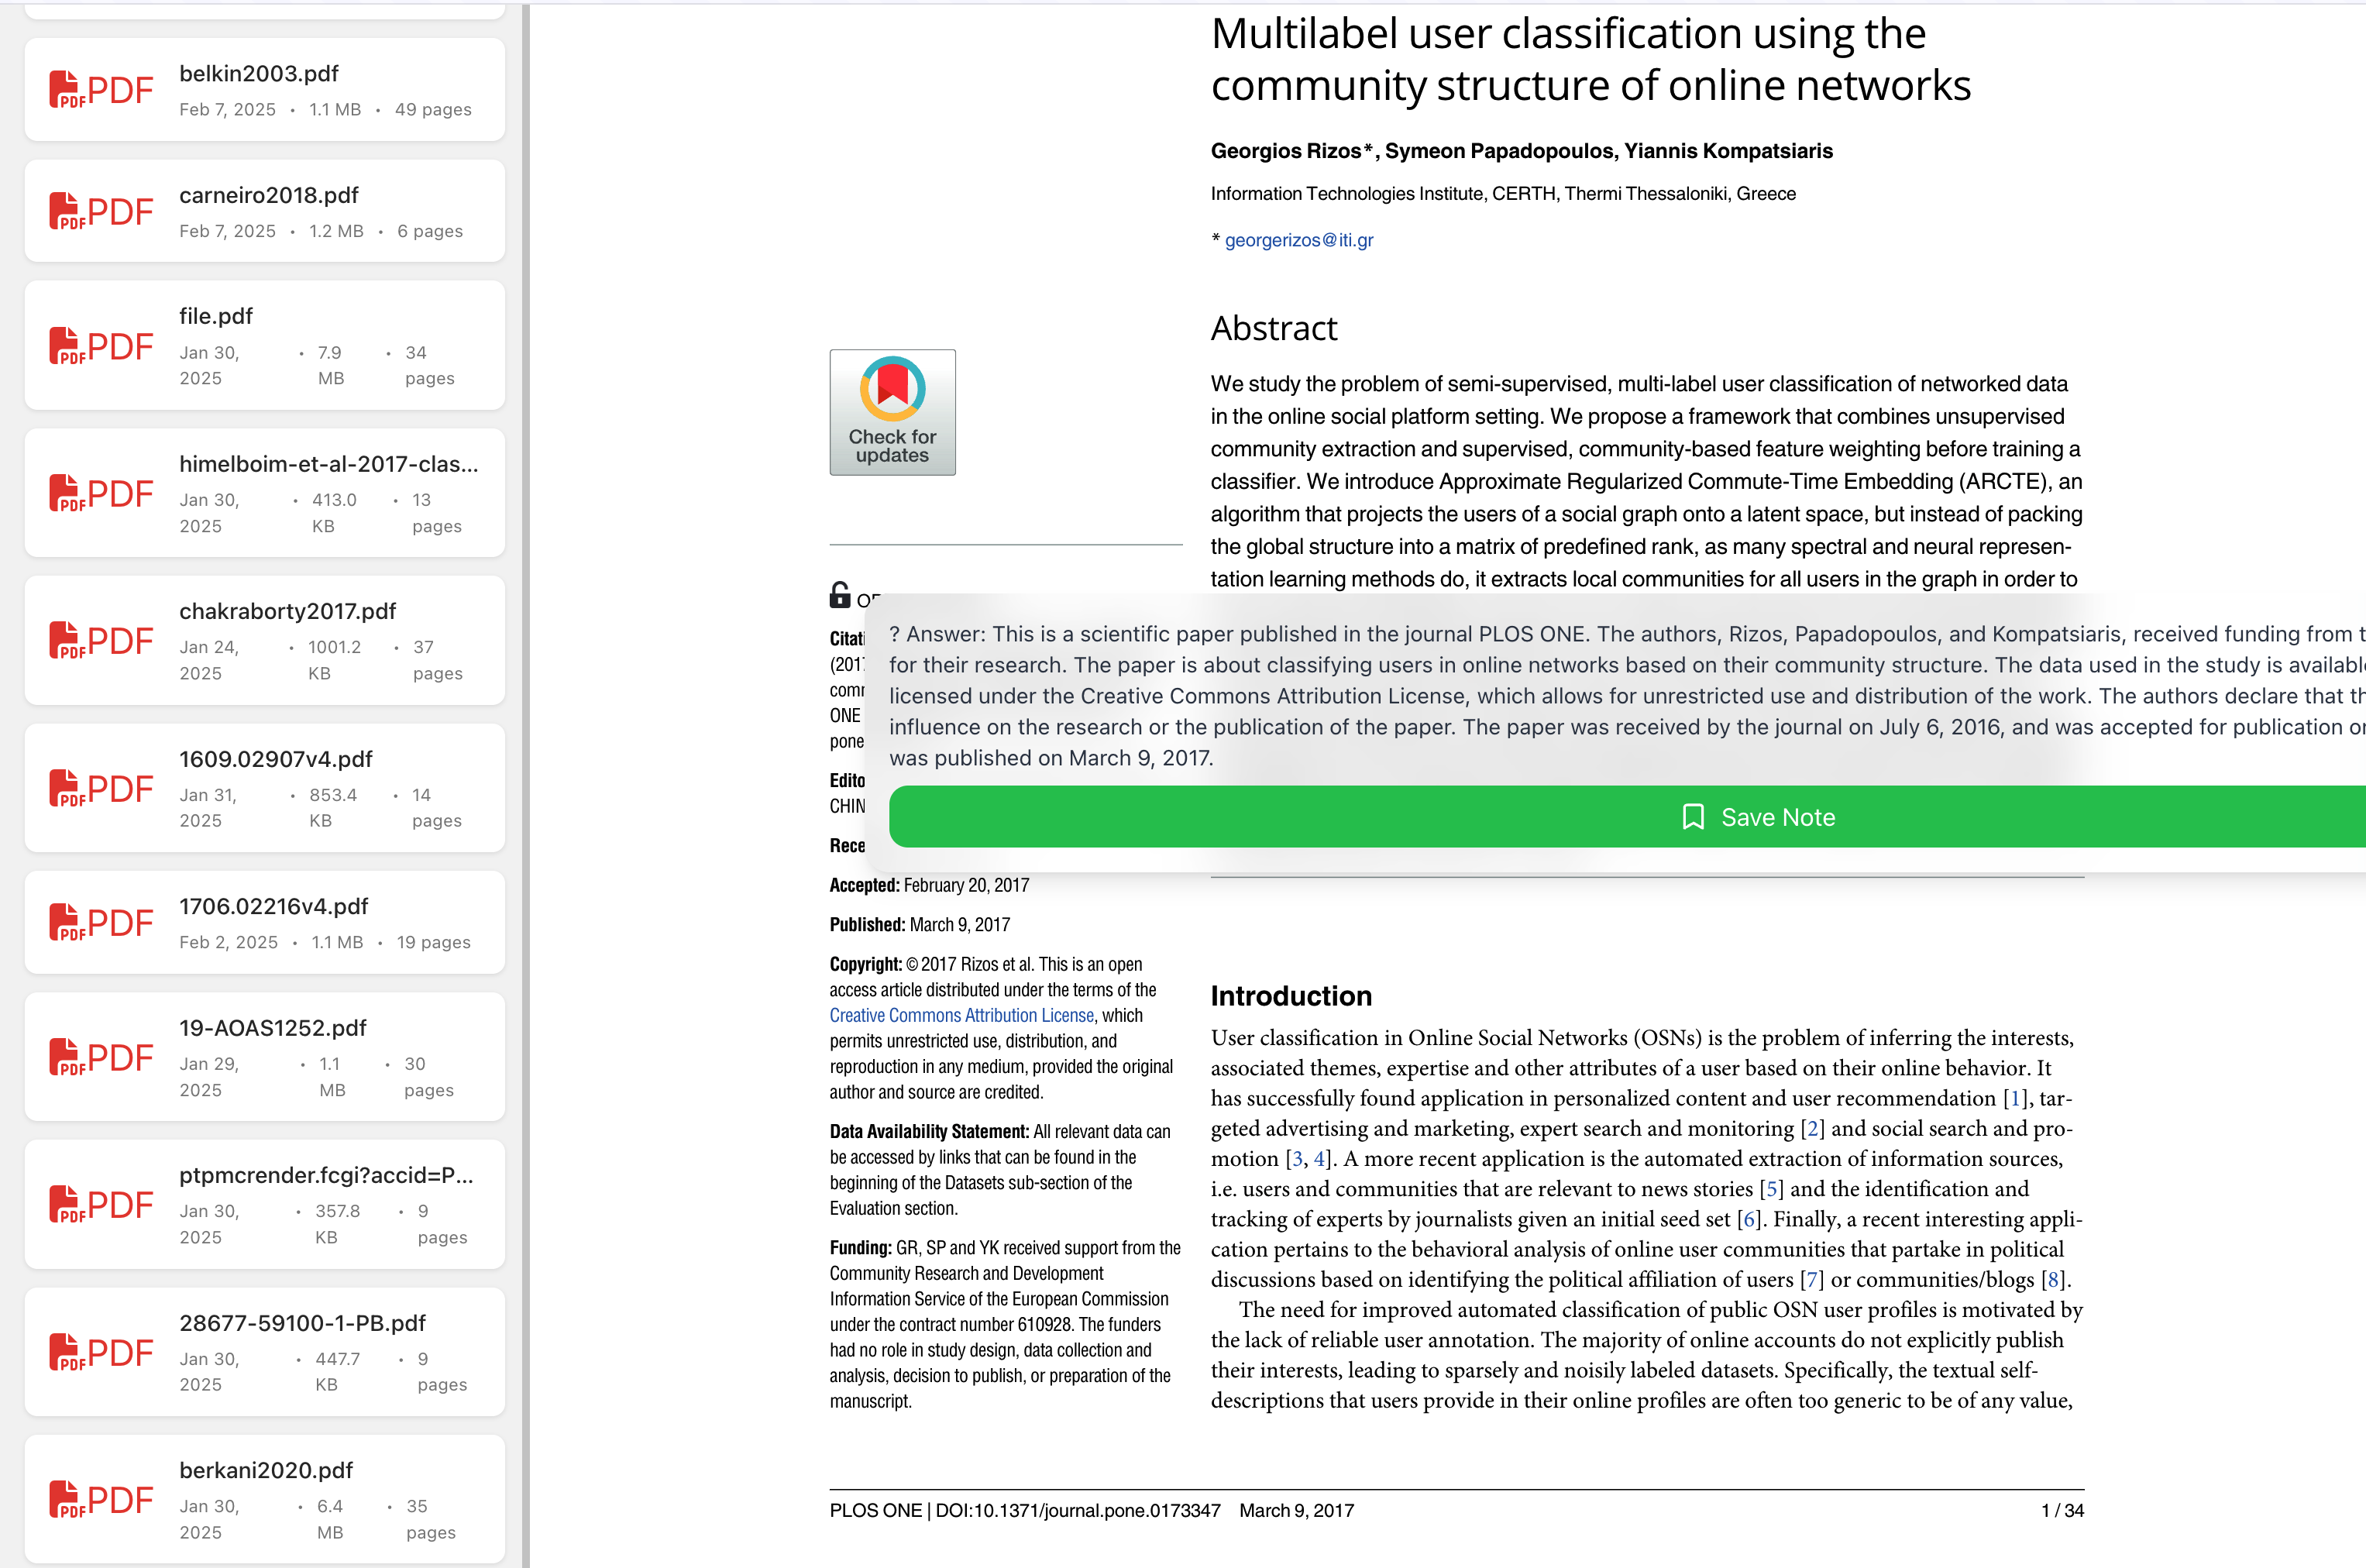 belkin2003.pdf
PDF PDF
Feb 7, 2025 • 1.1 MB • 49 pages
carneiro2018.pdf
PDF PDF
Feb 7, 2025 • 1.2 MB • 6 pages
file.pdf
PDF PDF
Jan 30, 2025 • 7.9 MB • 34 pages
himelboim-et-al-2017-clas...
PDF PDF
Jan 30, 2025 • 413.0 KB • 13 pages
chakraborty2017.pdf
PDF PDF
Jan 24, 2025 • 1001.2 KB • 37 pages
1609.02907v4.pdf
PDF PDF
Jan 31, 2025 • 853.4 KB • 14 pages
1706.02216v4.pdf
PDF PDF
Feb 2, 2025 • 1.1 MB • 19 pages
19-AOAS1252.pdf
PDF PDF
Jan 29, 2025 • 1.1 MB • 30 pages
ptpmcrender.fcgi?accid=P...
PDF PDF
Jan 30, 2025 • 357.8 KB • 9 pages
28677-59100-1-PB.pdf
PDF PDF
Jan 30, 2025 • 447.7 KB • 9 pages
berkani2020.pdf
PDF PDF
Jan 30, 2025 • 6.4 MB • 35 pages
Multilabel user classification using the
community structure of online networks
Georgios Rizos*, Symeon Papadopoulos, Yiannis Kompatsiaris
Information Technologies Institute, CERTH, Thermi Thessaloniki, Greece
* georgerizos@iti.gr
Abstract
We study the problem of semi-supervised, multi-label user classification of networked data
in the online social platform setting. We propose a framework that combines unsupervised
community extraction and supervised, community-based feature weighting before training a
classifier. We introduce Approximate Regularized Commute-Time Embedding (ARCTE), an
algorithm that projects the users of a social graph onto a latent space, but instead of packing
the global structure into a matrix of predefined rank, as many spectral and neural represen-
tation learning methods do, it extracts local communities for all users in the graph in order to
Check for
updates
Citati
(2017
comm
ONE
pone
Edito
CHIN
Rece
? Answer: This is a scientific paper published in the journal PLOS ONE. The authors, Rizos, Papadopoulos, and Kompatsiaris, received funding from t
for their research. The paper is about classifying users in online networks based on their community structure. The data used in the study is available
licensed under the Creative Commons Attribution License, which allows for unrestricted use and distribution of the work. The authors declare that th
influence on the research or the publication of the paper. The paper was received by the journal on July 6, 2016, and was accepted for publication or
was published on March 9, 2017.
Save Note
Accepted: February 20, 2017
Published: March 9, 2017
Copyright: © 2017 Rizos et al. This is an open
access article distributed under the terms of the
Creative Commons Attribution License, which
permits unrestricted use, distribution, and
reproduction in any medium, provided the original
author and source are credited.
Data Availability Statement: All relevant data can
be accessed by links that can be found in the
beginning of the Datasets sub-section of the
Evaluation section.
Funding: GR, SP and YK received support from the
Community Research and Development
Information Service of the European Commission
under the contract number 610928. The funders
had no role in study design, data collection and
analysis, decision to publish, or preparation of the
manuscript.
Introduction
User classification in Online Social Networks (OSNs) is the problem of inferring the interests,
associated themes, expertise and other attributes of a user based on their online behavior. It
has successfully found application in personalized content and user recommendation [1], tar-
geted advertising and marketing, expert search and monitoring [2] and social search and pro-
motion [3, 4]. A more recent application is the automated extraction of information sources,
i.e. users and communities that are relevant to news stories [5] and the identification and
tracking of experts by journalists given an initial seed set [6]. Finally, a recent interesting appli-
cation pertains to the behavioral analysis of online user communities that partake in political
discussions based on identifying the political affiliation of users [7] or communities/blogs [8].
The need for improved automated classification of public OSN user profiles is motivated by
the lack of reliable user annotation. The majority of online accounts do not explicitly publish
their interests, leading to sparsely and noisily labeled datasets. Specifically, the textual self-
descriptions that users provide in their online profiles are often too generic to be of any value,
PLOS ONE | DOI:10.1371/journal.pone.0173347 March 9, 2017
1 / 34